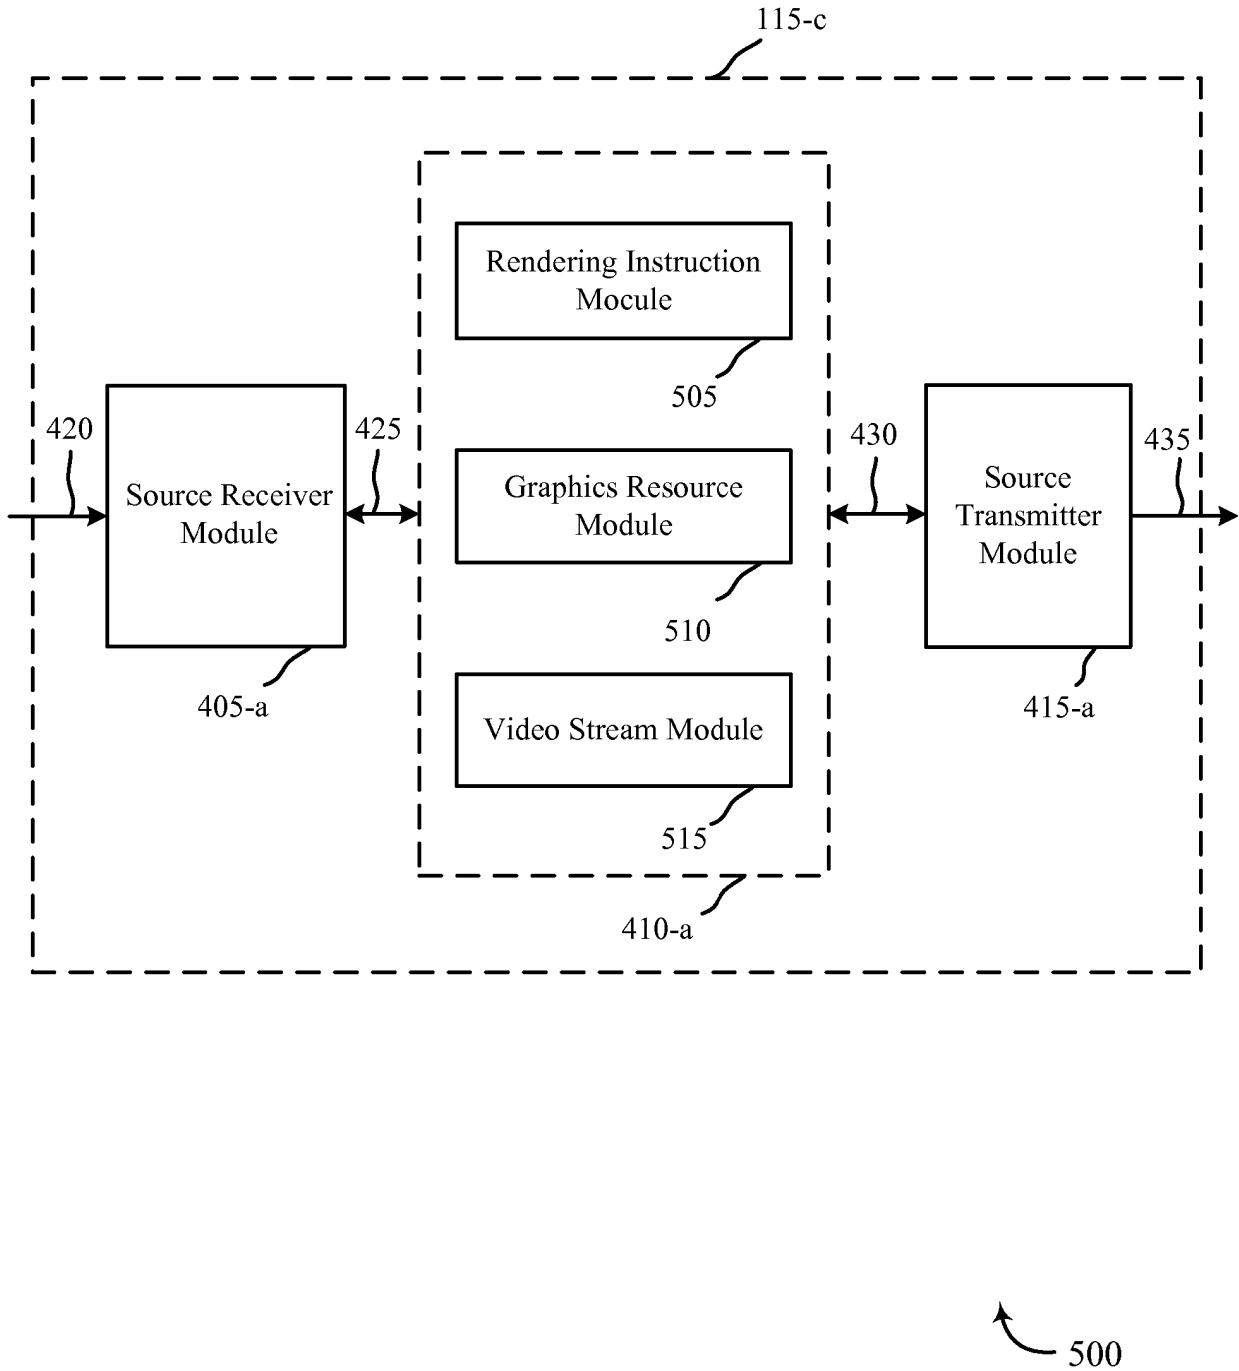 115-c
Rendering Instruction
Mocule
505
420
425
430
435
Source Receiver
Module
Graphics Resource
Module
Source
Transmitter
Module
510
405-a
415-a
Video Stream Module
515
410-a
500